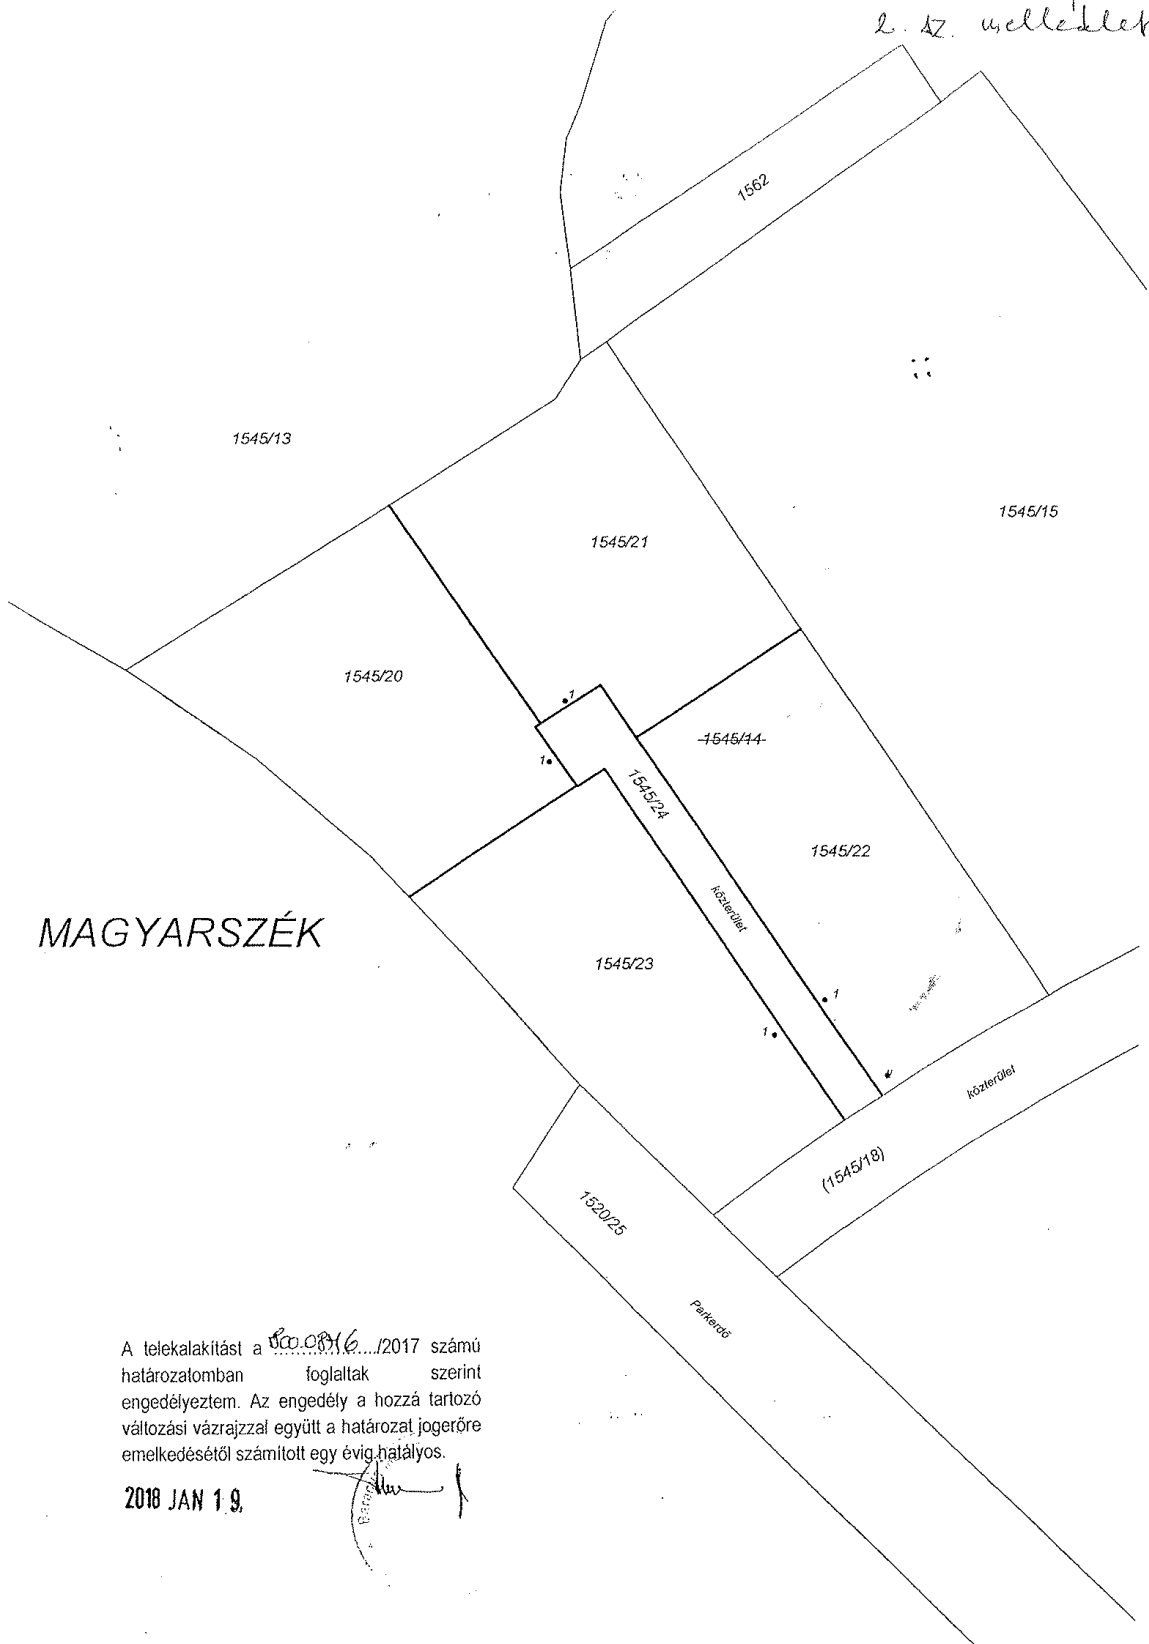 2. sz. melléklet
1562
1545/13
1545/15
1545/21
1545/20
1
1545/14
1
1545/24
1545/22
közterület
MAGYARSZÉK
1545/23
1
1
közterület
(1545/18)
1520/25
Parkerdő
A telekalakítást a /2017 számú
határozatomban foglaltak szerint
engedélyeztem. Az engedély a hozzá tartozó
változási vázrajzzal együtt a határozat jogerőre
emelkedésétől számított egy évig hatályos.
2018 JAN 19.